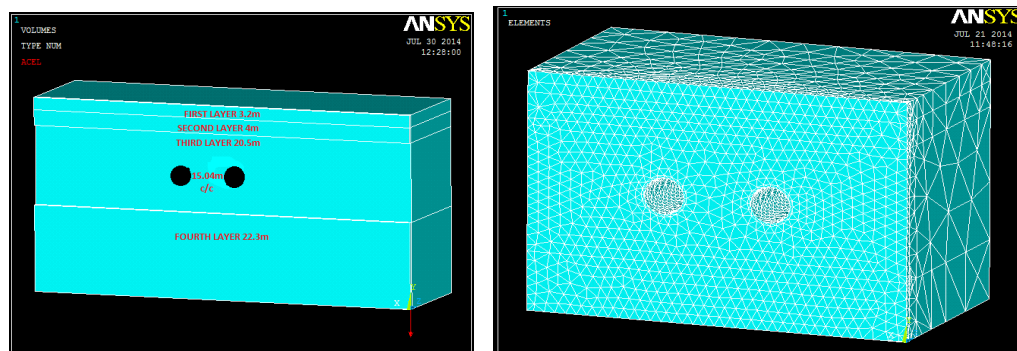 1
VOLUMES
TYPE NUM
ACEL
ANSYS
JUL 30 2014
12:28:00
FIRST LAYER 3.2m
SECOND LAYER 4m
THIRD LAYER 20.5m
15.04m
c/c
FOURTH LAYER 22.3m
Y
X
1
ELEMENTS
ANSYS
JUL 21 2014
11:48:16
X